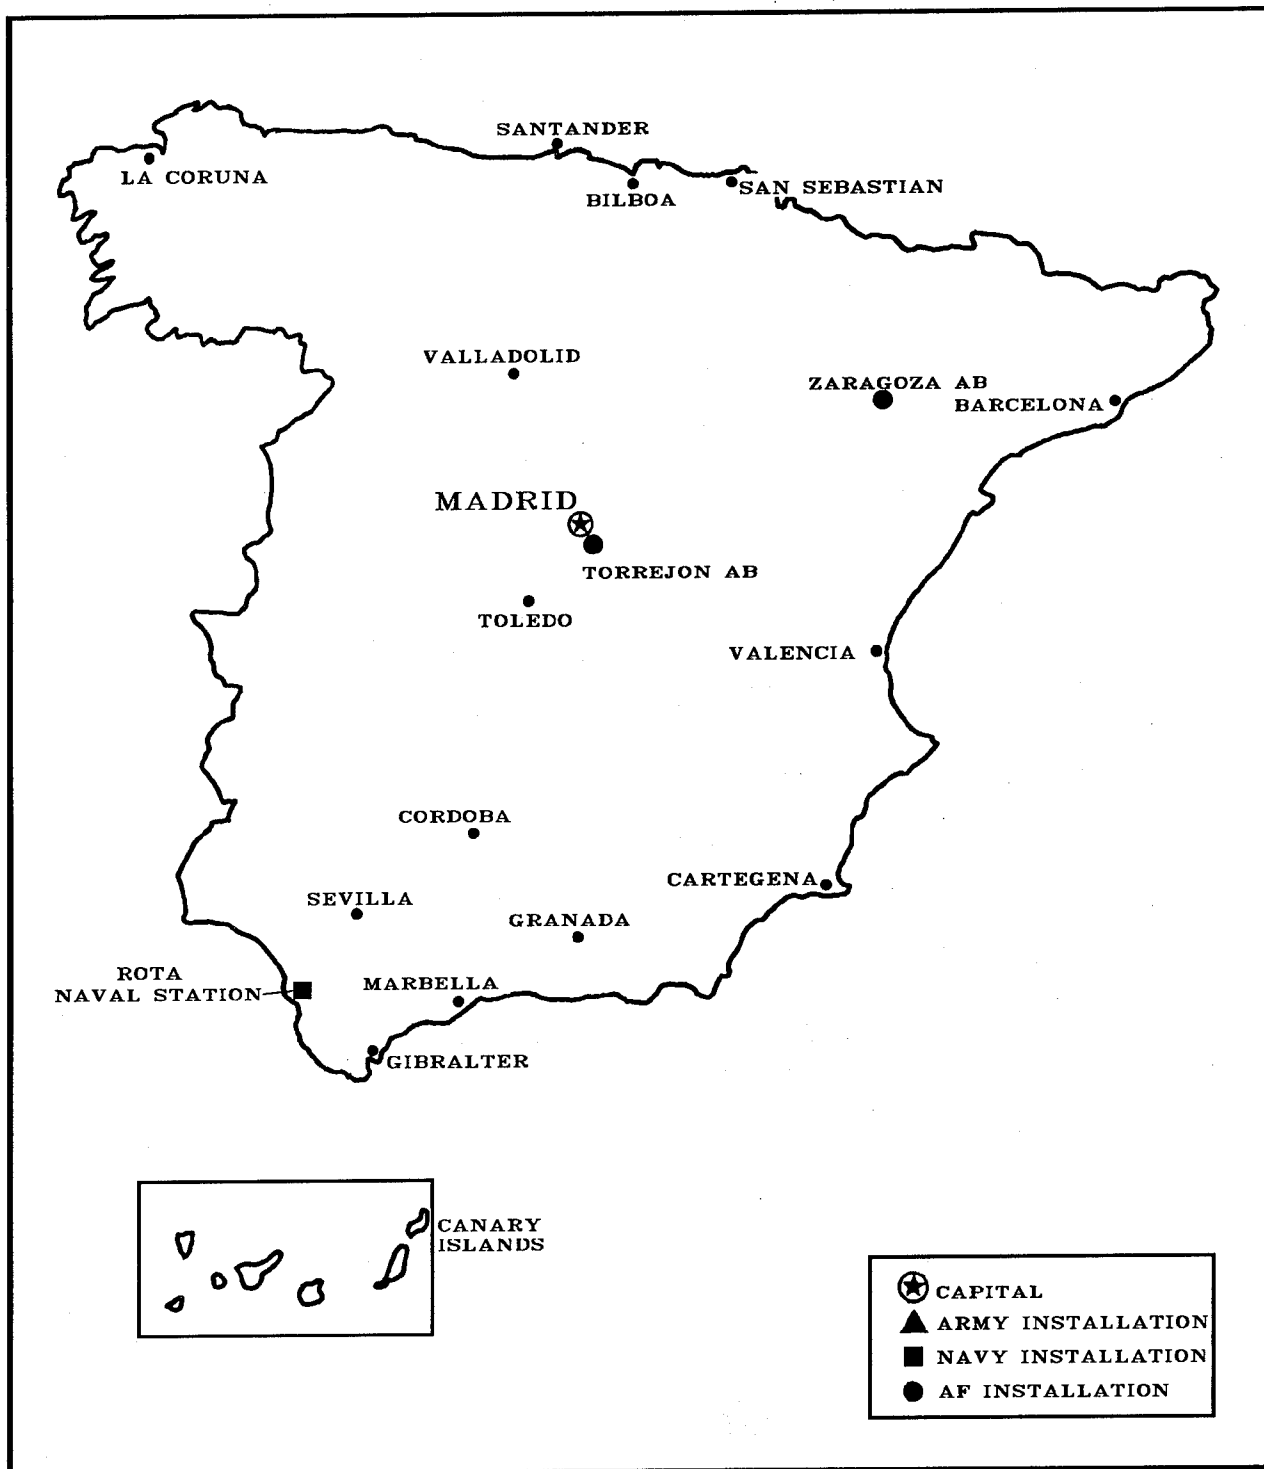 SANTANDER
LA CORUNA
BILBOA
SAN SEBASTIAN
VALLADOLID
ZARAGOZA AB
BARCELONA
MADRID
TORREJON AB
TOLEDO
VALENCIA
CORDOBA
CARTEGENA
SEVILLA
GRANADA
ROTA
NAVAL STATION
MARBELLA
GIBRALTER
CANARY
ISLANDS
CAPITAL
ARMY INSTALLATION
NAVY INSTALLATION
AF INSTALLATION